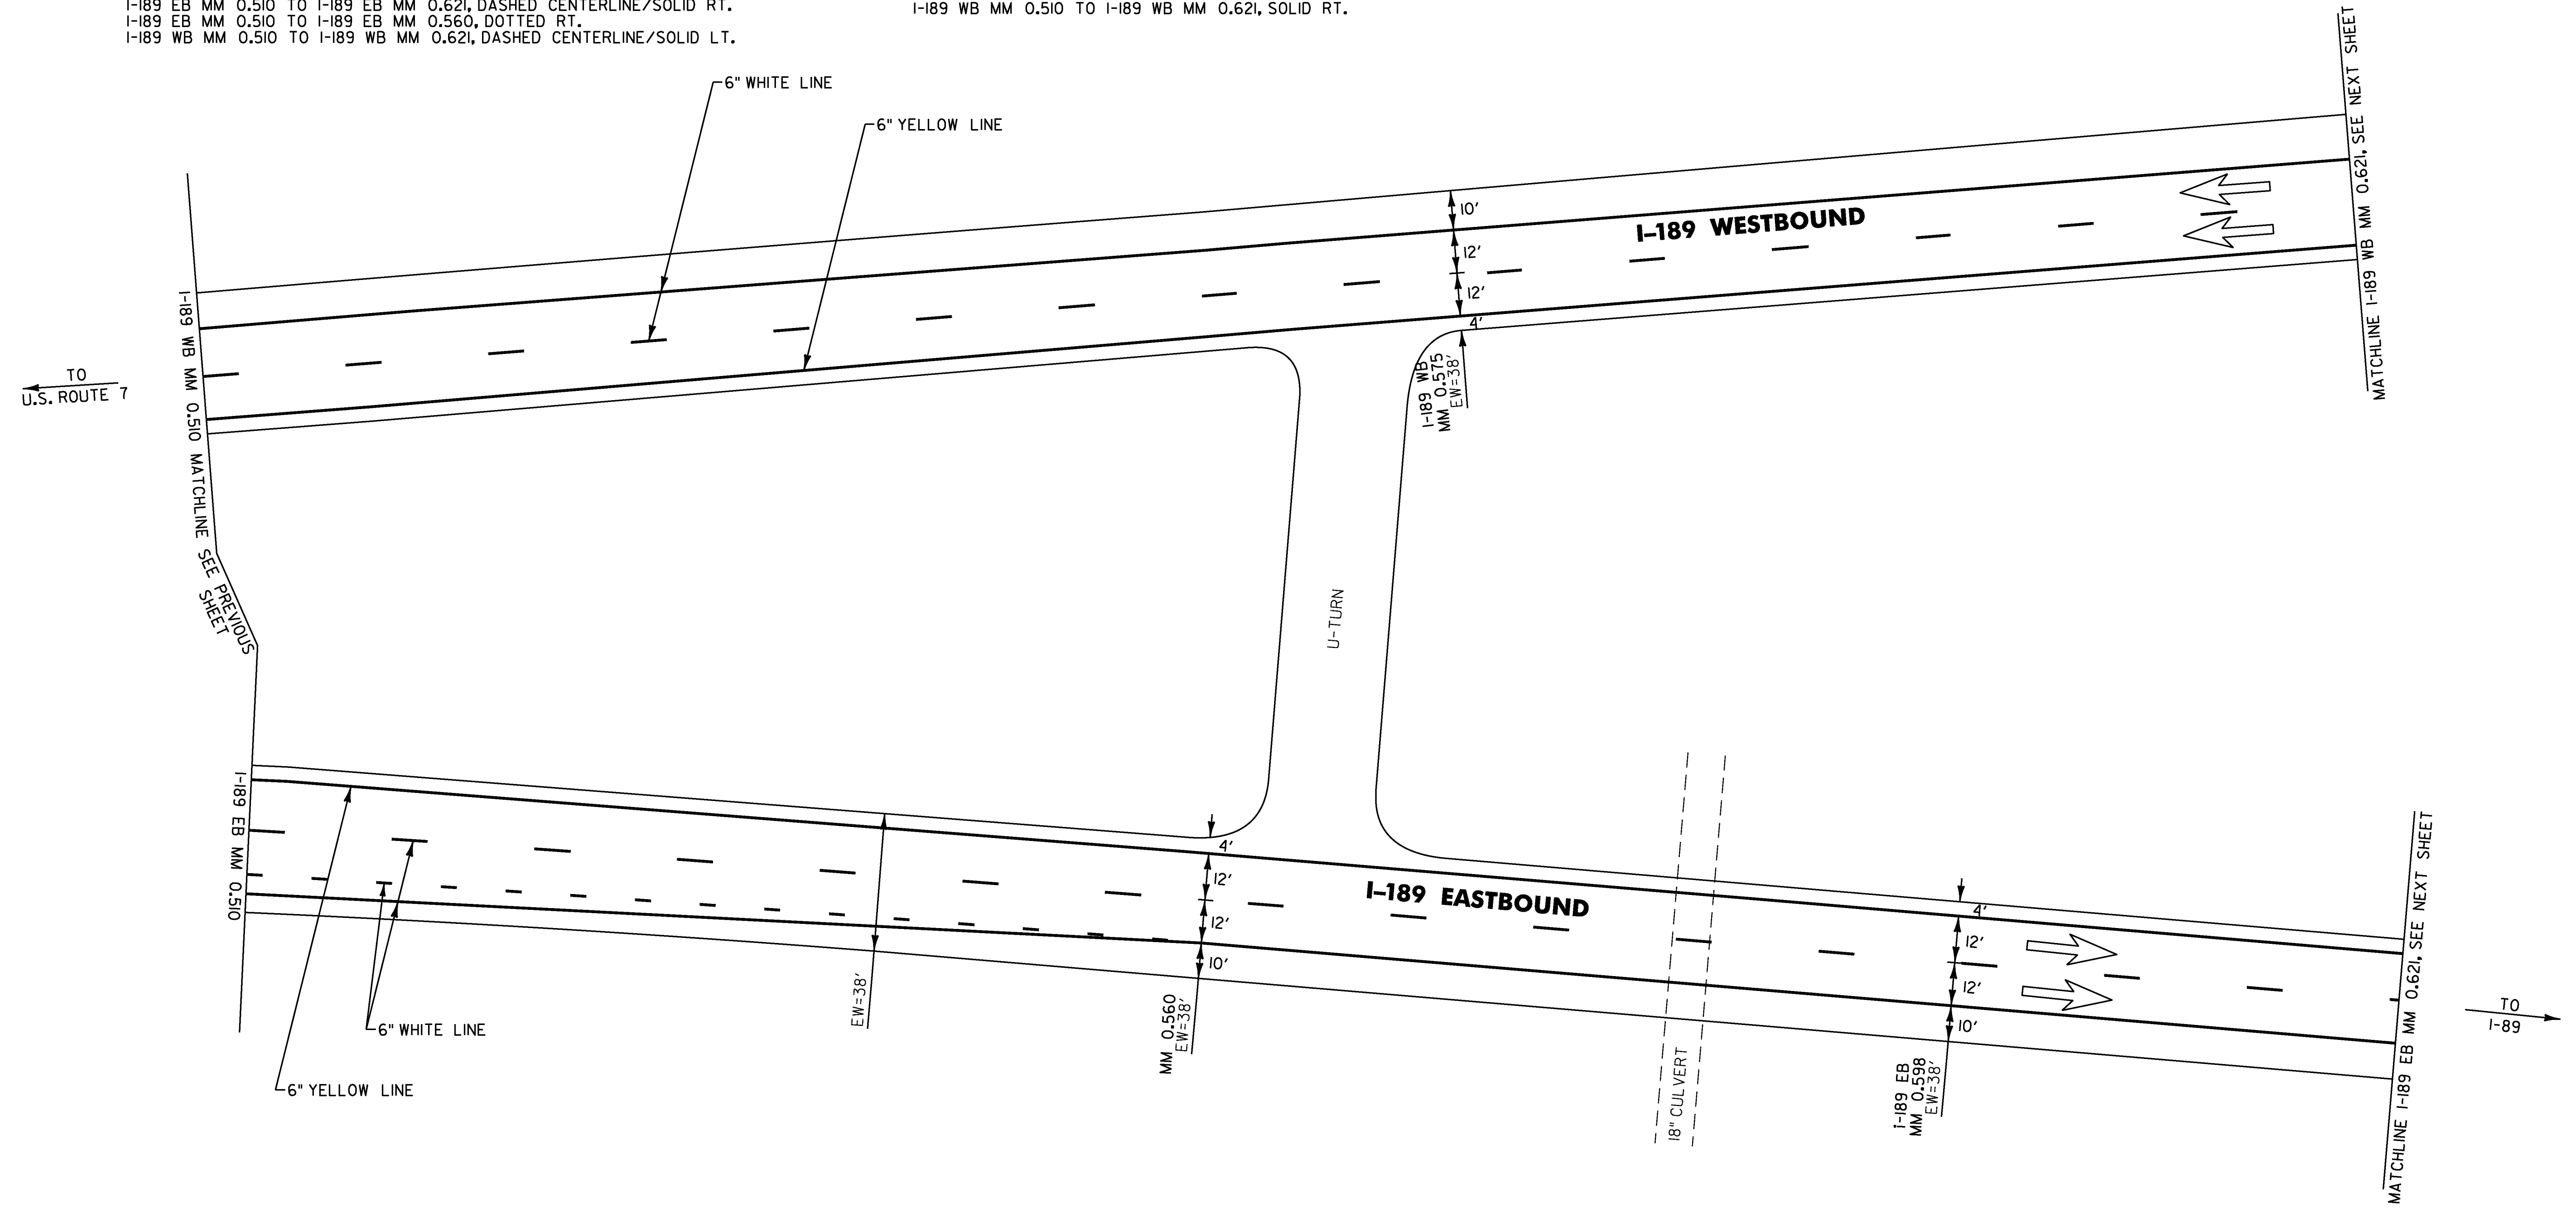 I-189 EB MM 0.510 TO I-189 EB MM 0.621, DASHED CENTERLINE/SOLID RT.
I-189 EB MM 0.510 TO I-189 EB MM 0.560, DOTTED RT.
I-189 WB MM 0.510 TO I-189 WB MM 0.621, DASHED CENTERLINE/SOLID LT.
I-189 WB MM 0.510 TO I-189 WB MM 0.621, SOLID RT.
6" WHITE LINE
6" YELLOW LINE
MATCHLINE I-189 WB MM 0.621, SEE NEXT SHEET
10'
12'
12'
4'
I-189 WESTBOUND
I-189 WB
MM 0.575
EW=38'
TO
U.S. ROUTE 7
I-189 WB MM 0.510 MATCHLINE SEE PREVIOUS
SHEET
U-TURN
I-189 EB MM 0.510
4'
12'
12'
10'
I-189 EASTBOUND
4'
12'
12'
10'
6" WHITE LINE
6" YELLOW LINE
EW=38'
MM 0.560
EW=38'
18" CULVERT
I-189 EB
MM 0.598
EW=38'
MATCHLINE I-189 EB MM 0.621, SEE NEXT SHEET
TO
I-89